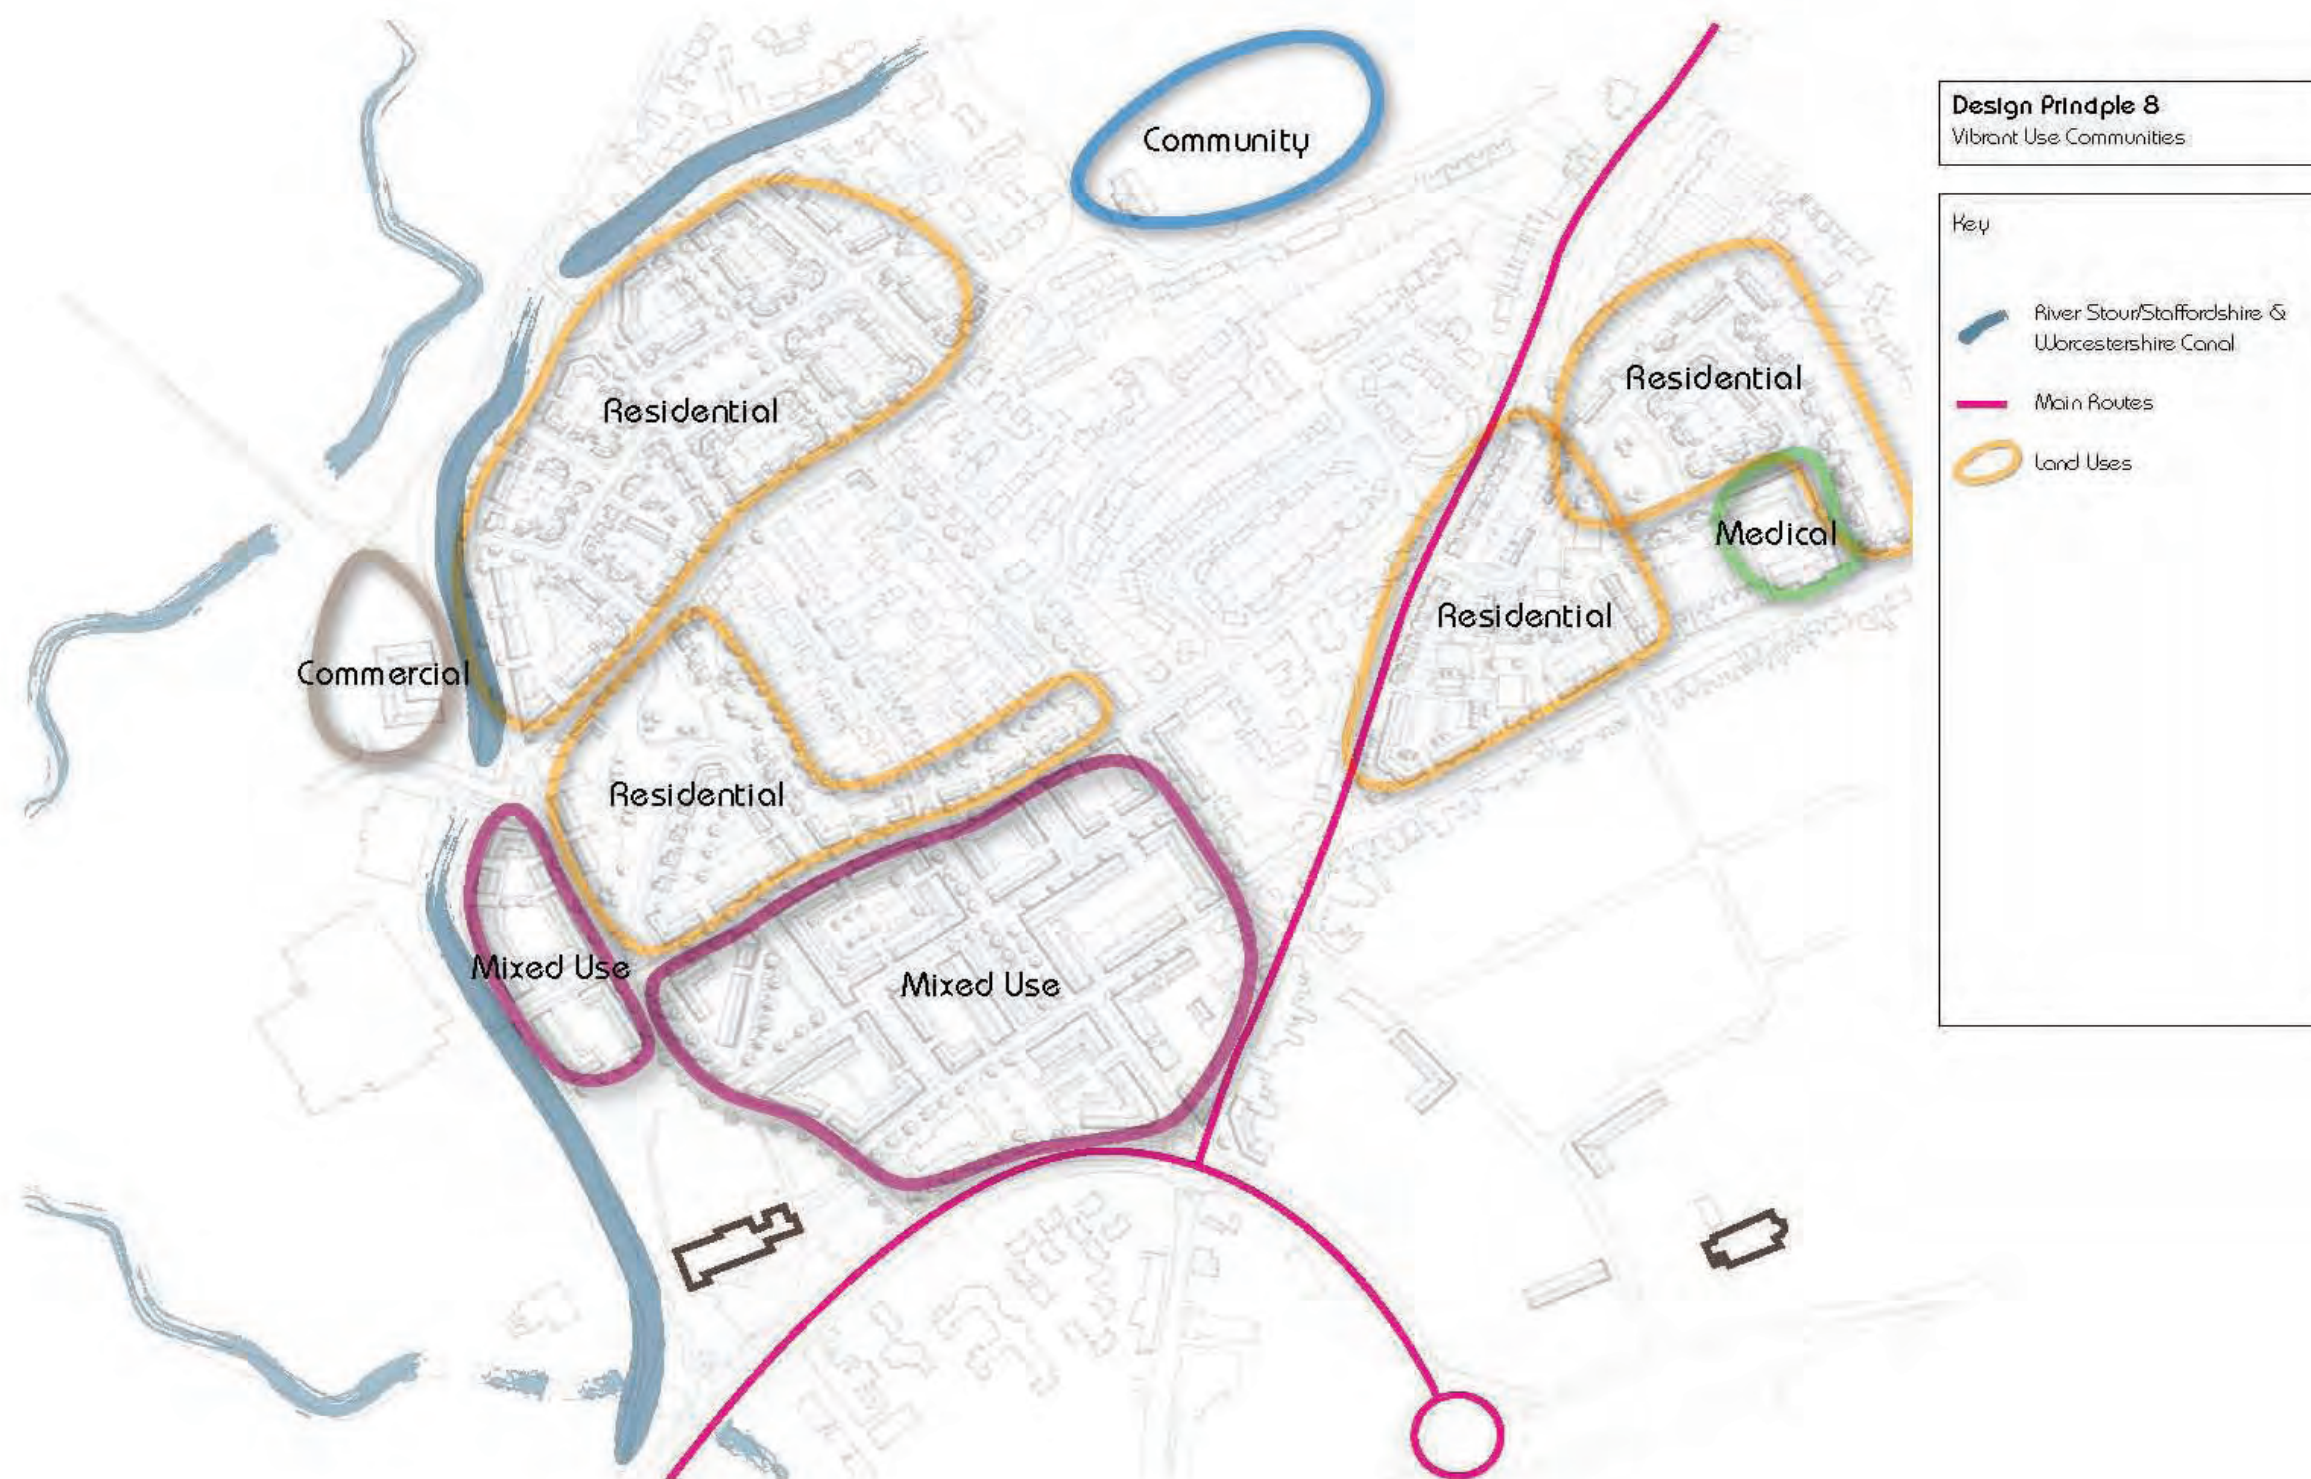 Community
Residential
Residential
Medical
Residential
Commercial
Residential
Mixed Use
Mixed Use
Design Principle 8
Vibrant Use Communities
Key
River Stour/Staffordshire &
Worcestershire Canal
Main Routes
Land Uses